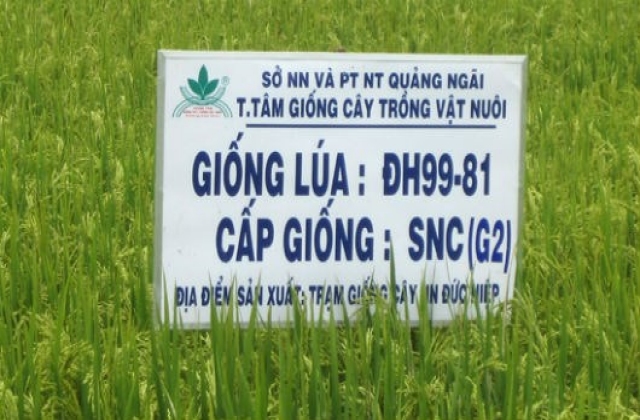 SỞ NN VÀ PT NT QUẢNG NGÃI
T.TÂM GIỐNG CÂY TRỒNG VẬT NUÔI
GIỐNG LÚA : ĐH99-81
CẤP GIỐNG : SNC (G2)
ĐỊA ĐIỂM SẢN XUẤT: TRẠM GIỐNG CÂY ĐỨC HIỆP